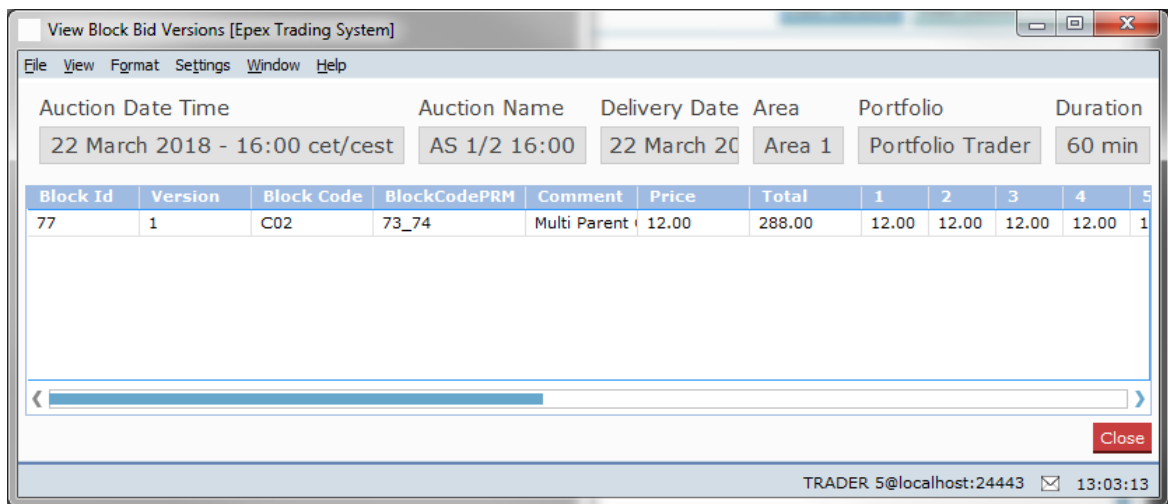 View Block Bid Versions [Epex Trading System]
File View Format Settings Window Help
Auction Date Time Auction Name Delivery Date Area Portfolio Duration
22 March 2018 - 16:00 cet/cest AS 1/2 16:00 22 March 20 Area 1 Portfolio Trader 60 min
Block Id Version Block Code BlockCodePRM Comment Price Total 1 2 3 4 5
77 1 C02 73_74 Multi Parent 12.00 288.00 12.00 12.00 12.00 12.00 1
Close
TRADER 5@localhost:24443 13:03:13